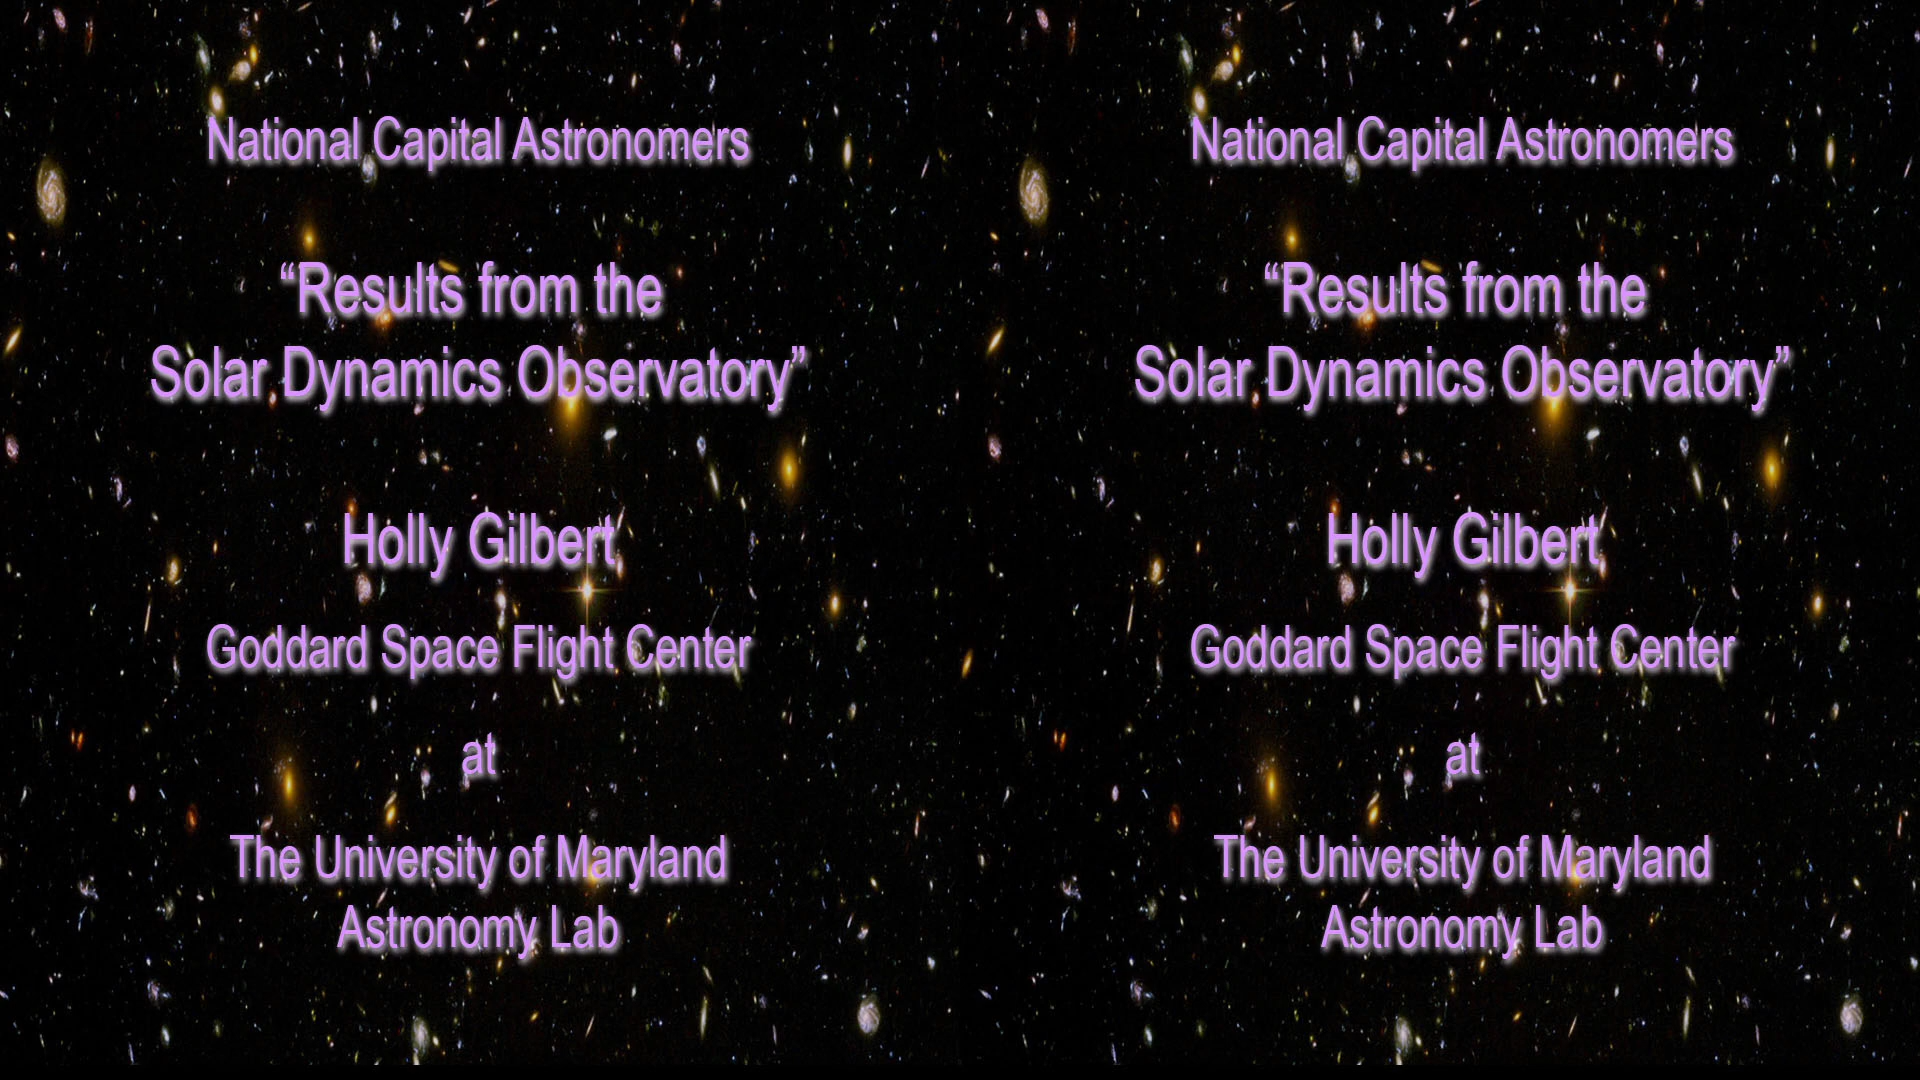 National Capital Astronomers
“Results from the
Solar Dynamics Observatory”
Holly Gilbert
Goddard Space Flight Center
at
The University of Maryland
Astronomy Lab
National Capital Astronomers
“Results from the
Solar Dynamics Observatory”
Holly Gilbert
Goddard Space Flight Center
at
The University of Maryland
Astronomy Lab